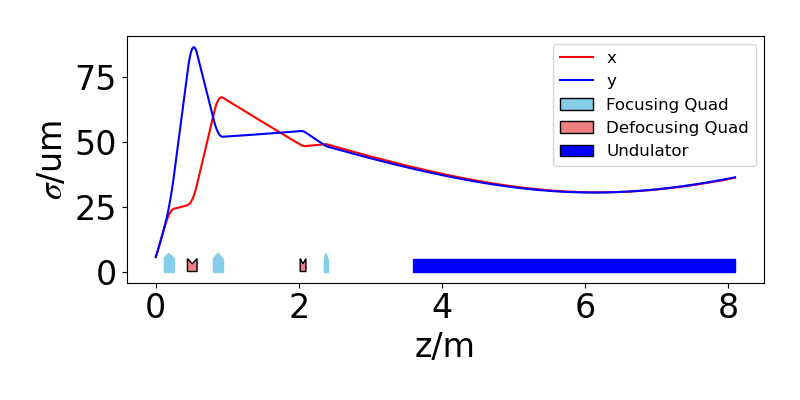 σ/um
75
50
25
0
0 2 4 6 8
z/m
x
y
Focusing Quad
Defocusing Quad
Undulator